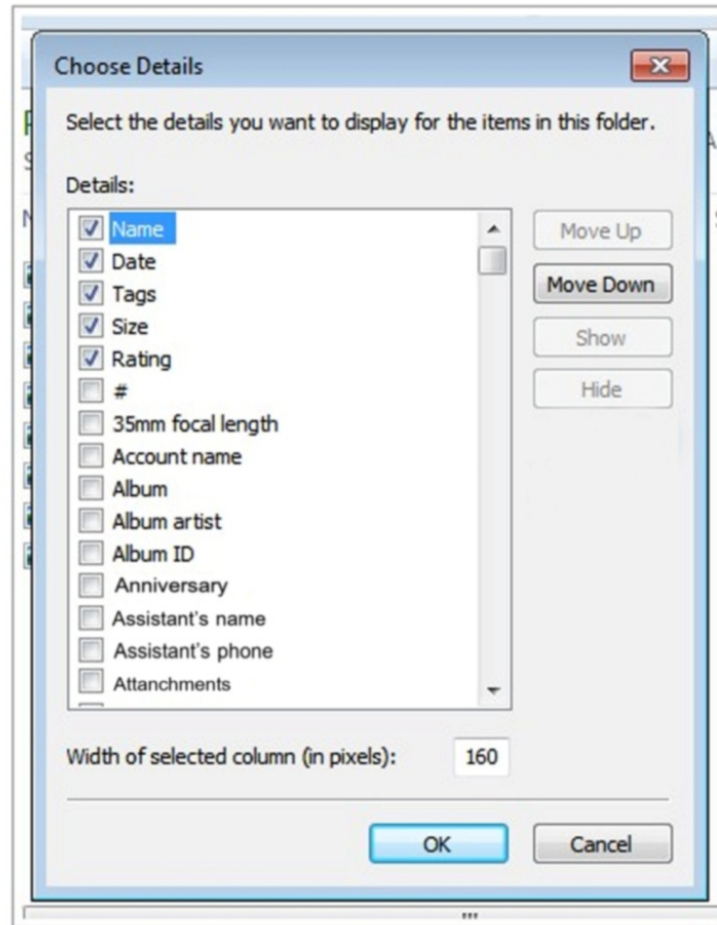 Choose Details
Select the details you want to display for the items in this folder.
Details:
Name
Move Up
Date
Move Down
Tags
Size
Show
Rating
Hide
#
35mm focal length
Account name
Album
Album artist
Album ID
Anniversary
Assistant's name
Assistant's phone
Attanchments
Width of selected column (in pixels):
160
OK
Cancel